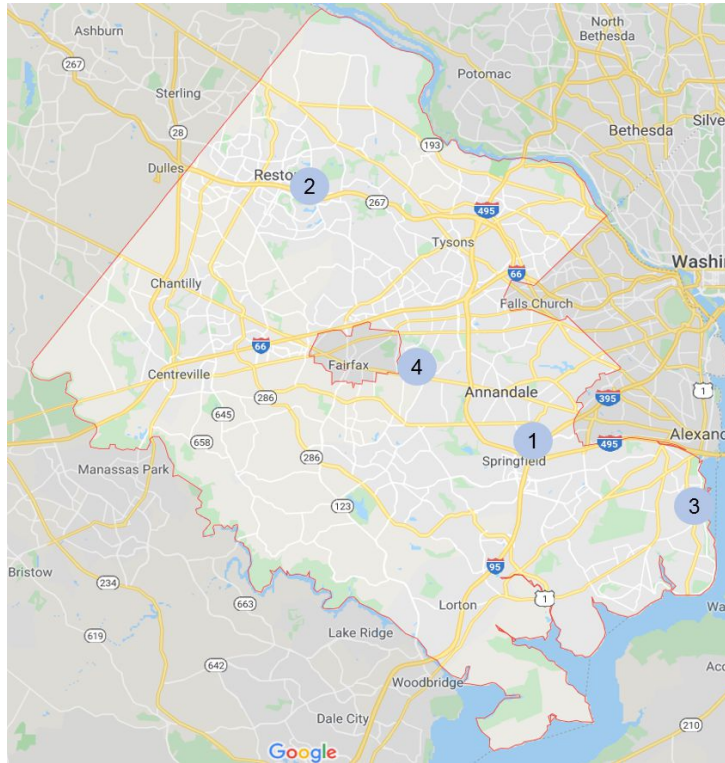 Ashburn
North
Bethesda
267
Potomac
Sterling
Bethesda
Silve
28
193
Dulles
Resto
2
267
495
Tysons
Washi
66
Chantilly
Falls Church
66
Fairfax
4
Centreville
286
Annandale
395
1
645
Alexand
658
1
495
Manassas Park
286
Springfield
3
123
Bristow
95
234
663
Lorton
1
Wa
619
Lake Ridge
642
Woodbridge
Acc
Dale City
210
Google